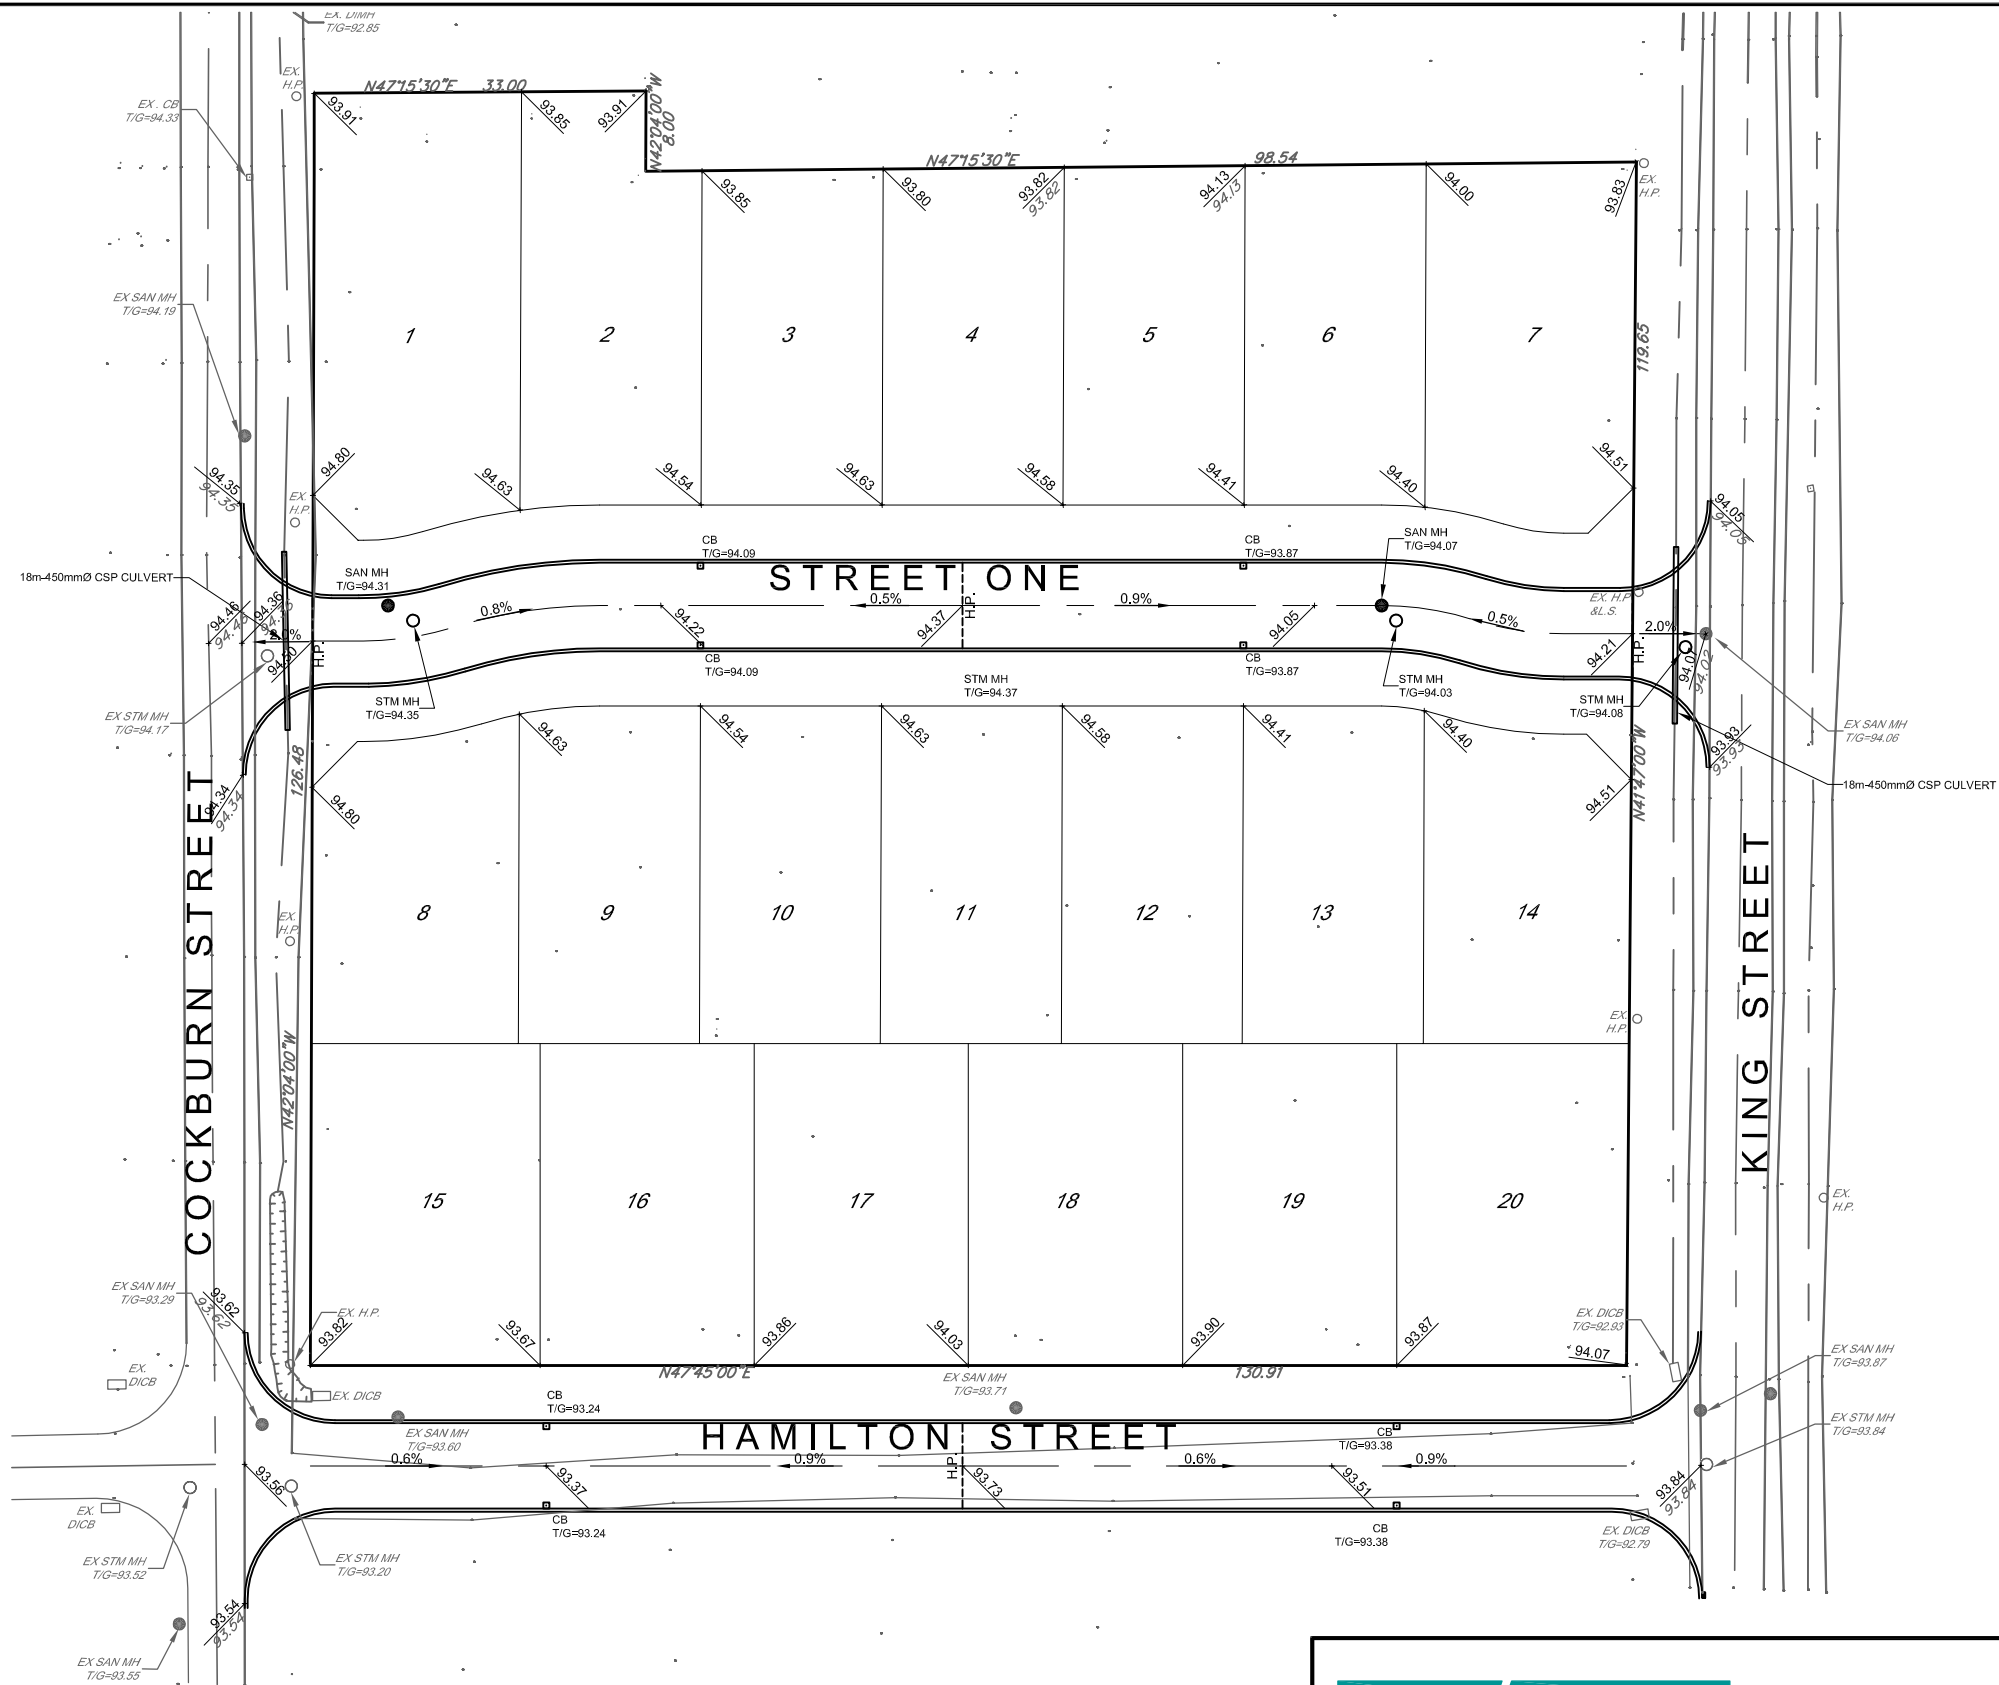 EX. DIMH
T/G=92.85
EX.
H.P.
N47°15'30"E 33.00
N42°04'00"W
8.00
93.91
93.85
93.91
EX . CB
T/G=94.33
N47°15'30"E
98.54
93.85
93.80
93.82
93.82
94.13
94.13
94.00
93.83
EX.
H.P.
EX SAN MH
T/G=94.19
1
2
3
4
5
6
7
119.65
94.80
94.63
94.54
94.63
94.58
94.41
94.40
94.51
94.35
94.35
EX.
H.P.
94.05
94.05
CB
T/G=94.09
CB
T/G=93.87
SAN MH
T/G=94.07
18m-450mmØ CSP CULVERT
SAN MH
T/G=94.31
STREET ONE
EX. H.P.
&L.S.
94.46
94.36
2.0%
94.50
H.P.
0.8%
94.22
0.5%
94.37
H.P.
0.9%
94.05
0.5%
94.21
H.P.
2.0%
94.02
CB
T/G=94.09
CB
T/G=93.87
STM MH
T/G=94.37
STM MH
T/G=94.03
STM MH
T/G=94.35
STM MH
T/G=94.08
EX STM MH
T/G=94.17
EX SAN MH
T/G=94.06
93.93
93.93
18m-450mmØ CSP CULVERT
94.63
94.54
94.63
94.58
94.41
94.40
94.80
94.51
94.34
94.34
126.48
N41°47'00"W
COCKBURN STREET
KING STREET
8
9
10
11
12
13
14
EX.
H.P.
EX.
H.P.
N42°04'00"W
15
16
17
18
19
20
EX.
H.P.
EX SAN MH
T/G=93.29
93.62
93.62
EX. H.P.
93.82
93.67
93.86
94.03
93.90
93.87
94.07
EX. DICB
T/G=92.93
N47°45'00"E
130.91
EX.
DICB
EX. DICB
EX SAN MH
T/G=93.71
EX SAN MH
T/G=93.87
CB
T/G=93.24
EX SAN MH
T/G=93.60
HAMILTON STREET
CB
T/G=93.38
EX STM MH
T/G=93.84
0.6%
0.9%
H.P.
0.6%
0.9%
93.56
93.37
93.73
93.51
93.84
93.84
EX.
DICB
CB
T/G=93.24
CB
T/G=93.38
EX. DICB
T/G=92.79
EX STM MH
T/G=93.52
EX STM MH
T/G=93.20
93.54
93.54
EX SAN MH
T/G=93.55